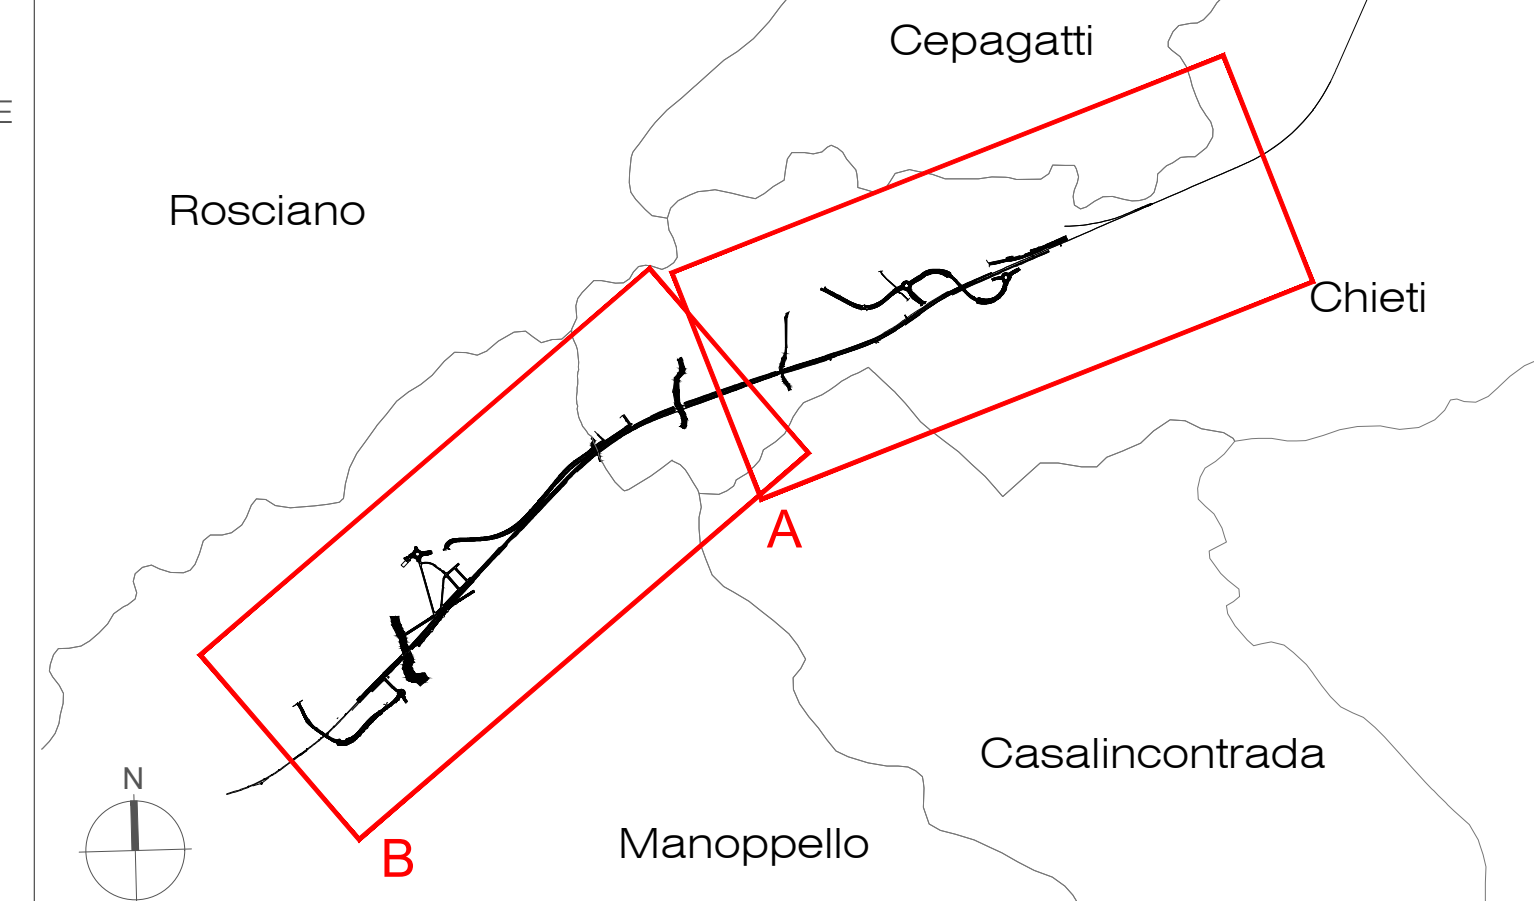 Cepagatti
E
Rosciano
Chieti
A
Casalincontrada
N
Manoppello
B